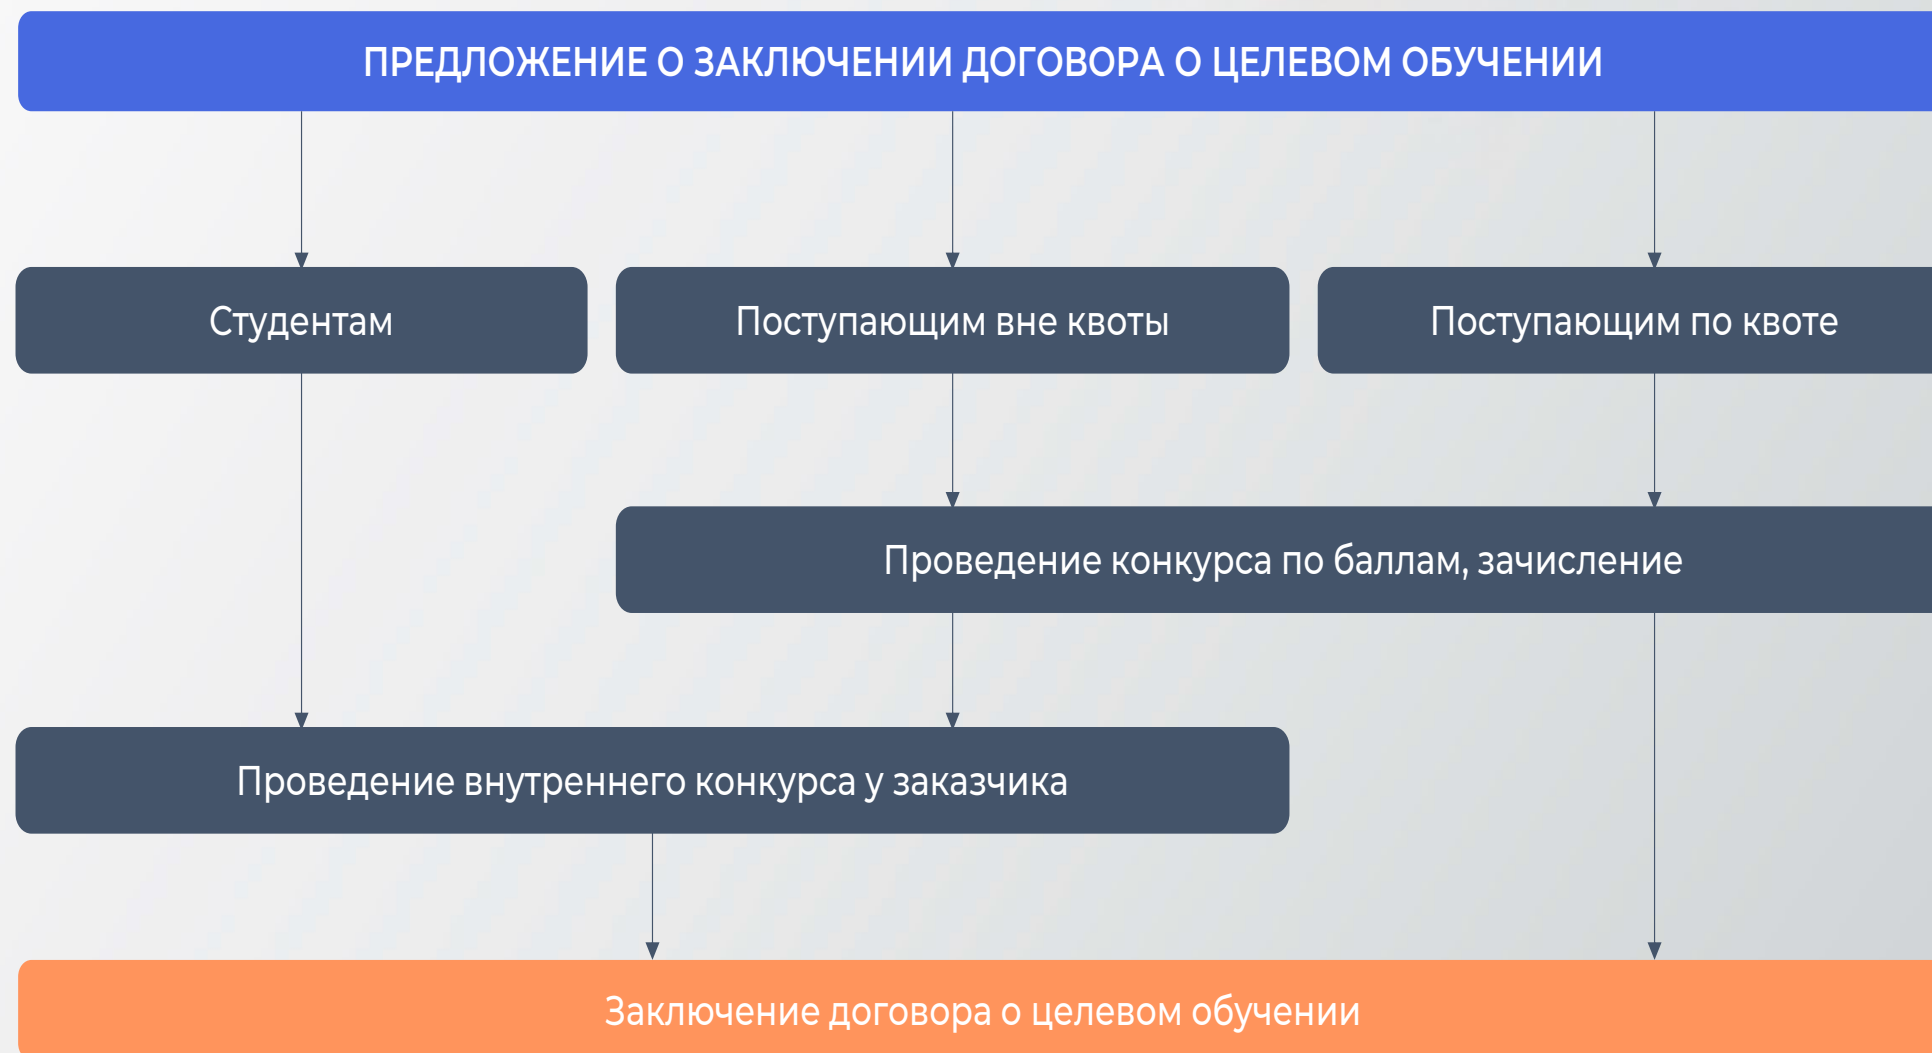 ПРЕДЛОЖЕНИЕ О ЗАКЛЮЧЕНИИ ДОГОВОРА О ЦЕЛЕВОМ ОБУЧЕНИИ
Студентам
Поступающим вне квоты
Поступающим по квоте
Проведение конкурса по баллам, зачисление
Проведение внутреннего конкурса у заказчика
Заключение договора о целевом обучении